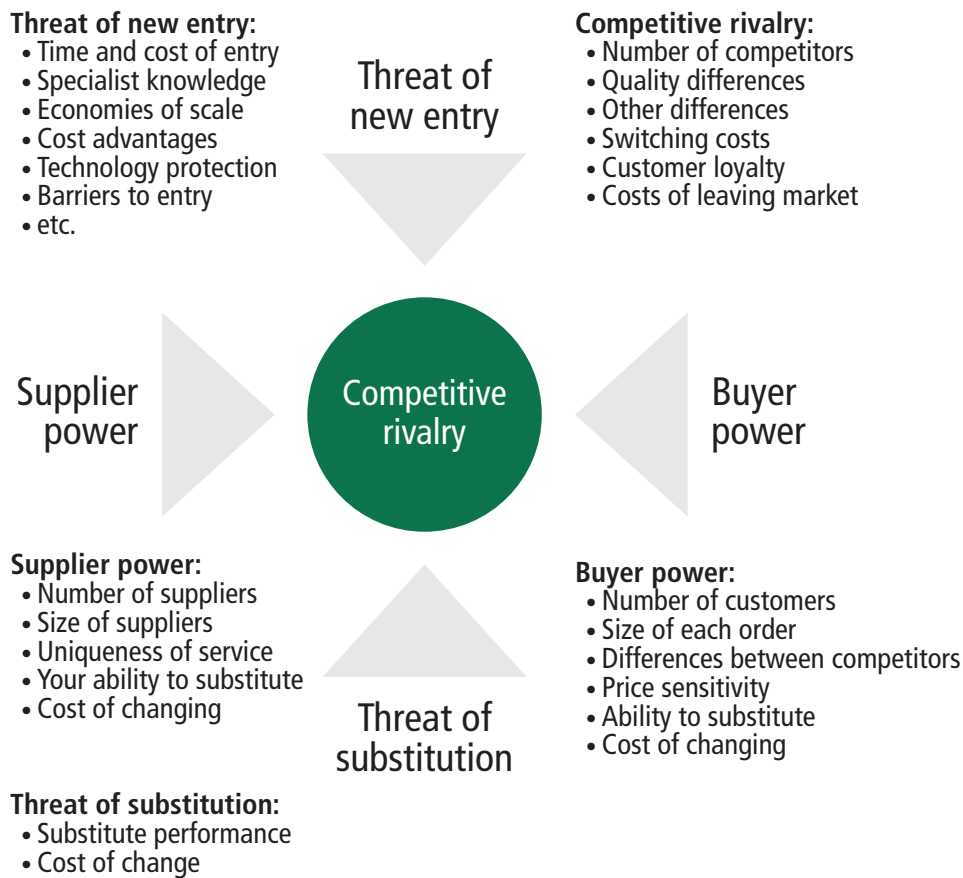 Threat of new entry:
• Time and cost of entry
• Specialist knowledge
• Economies of scale
• Cost advantages
• Technology protection
• Barriers to entry
• etc.
Threat of
new entry
Competitive rivalry:
• Number of competitors
• Quality differences
• Other differences
• Switching costs
• Customer loyalty
• Costs of leaving market
Supplier
power
Competitive
rivalry
Buyer
power
Supplier power:
• Number of suppliers
• Size of suppliers
• Uniqueness of service
• Your ability to substitute
• Cost of changing
Threat of
substitution
Buyer power:
• Number of customers
• Size of each order
• Differences between competitors
• Price sensitivity
• Ability to substitute
• Cost of changing
Threat of substitution:
• Substitute performance
• Cost of change